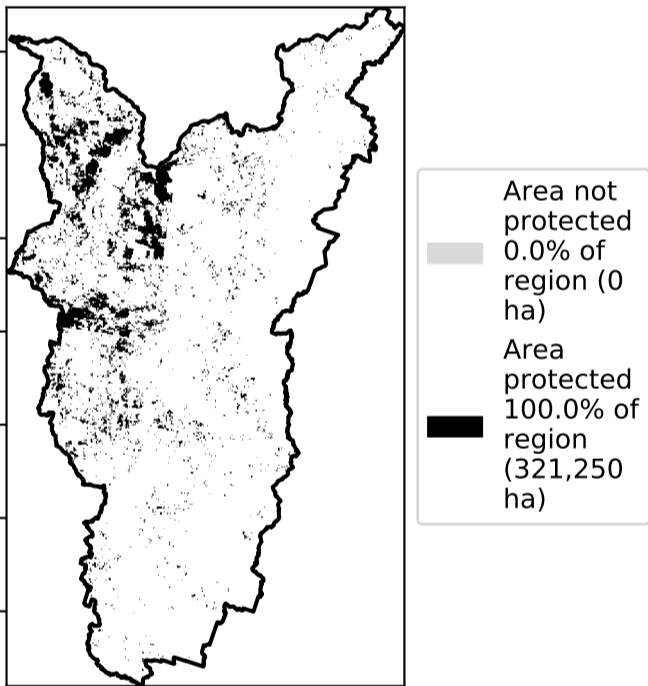 Area not
protected
0.0% of
region (0
ha)
Area
protected
100.0% of
region
(321,250
ha)